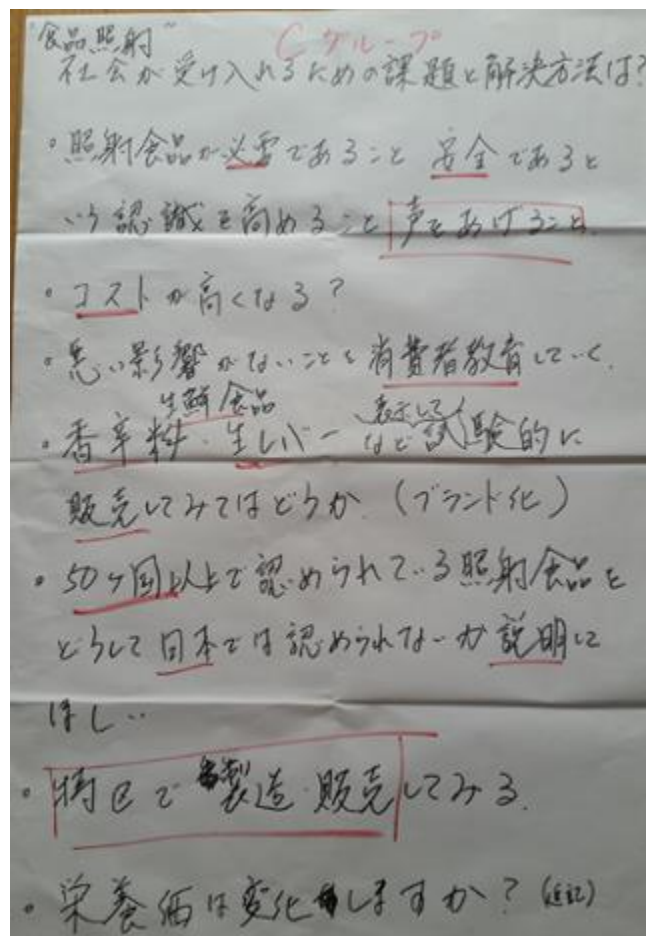 "食品照射" Cグループ
社会が受け入れるための課題と解決方法は?
・照射食品が必要であること 安全であると
いう認識を高めること 声をあげること.
・コストが高くなる?
・悪い影響がないことを消費者教育していく.
生鮮食品 表示して
・香辛料・生レバーなど試験的に
販売してみてはどうか.(ブランド化)
・50ヶ国以上で認められている照射食品を
どうして日本では認められないか説明して
ほしい.
・特区で製造・販売してみる.
・栄養価は変化しますか?(追記)